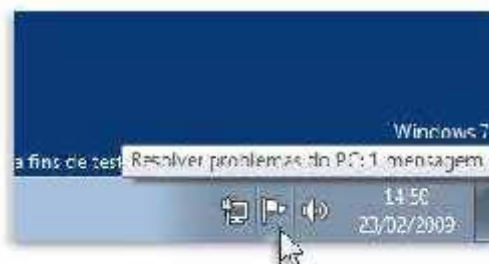 Windows 7
a fins de test
Resolver problemas do PC: 1 mensagem
14:50
23/02/2009